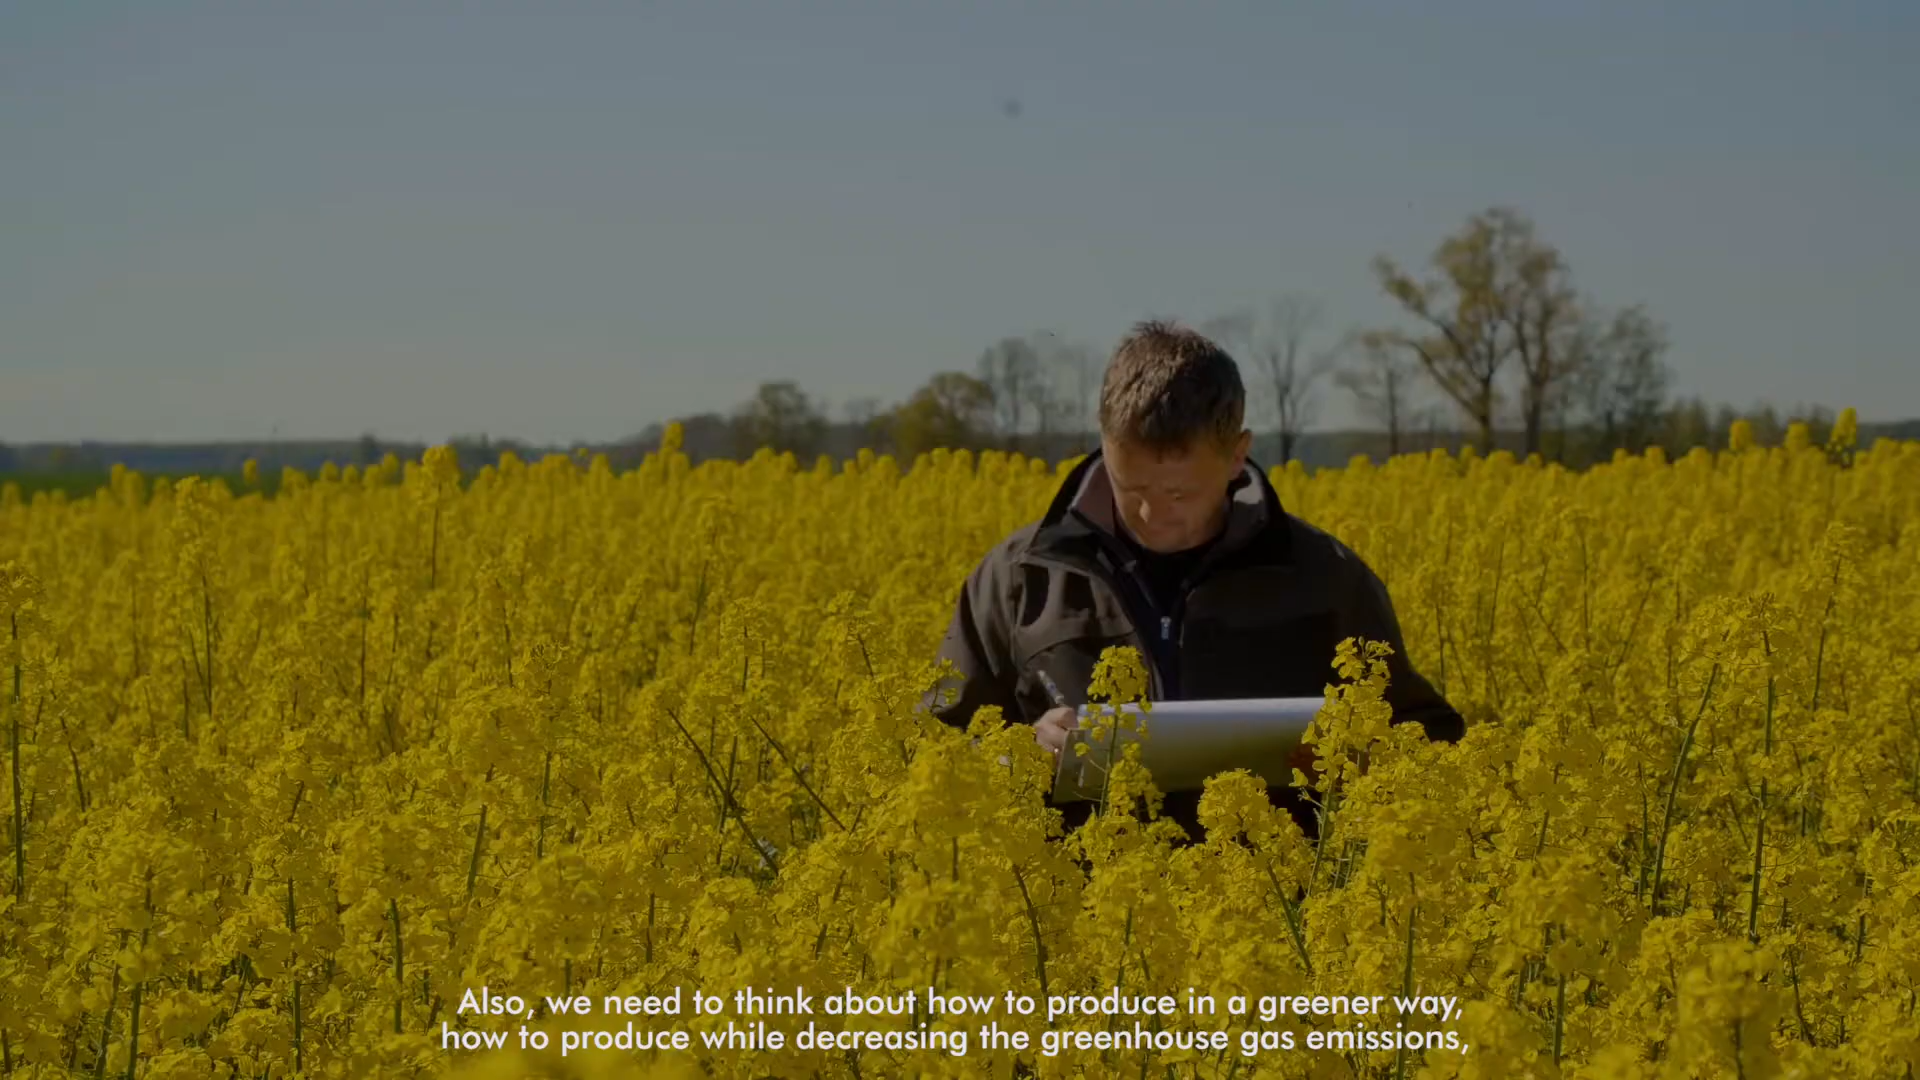 Also, we need to think about how to produce in a greener way,
how to produce while decreasing the greenhouse gas emissions,